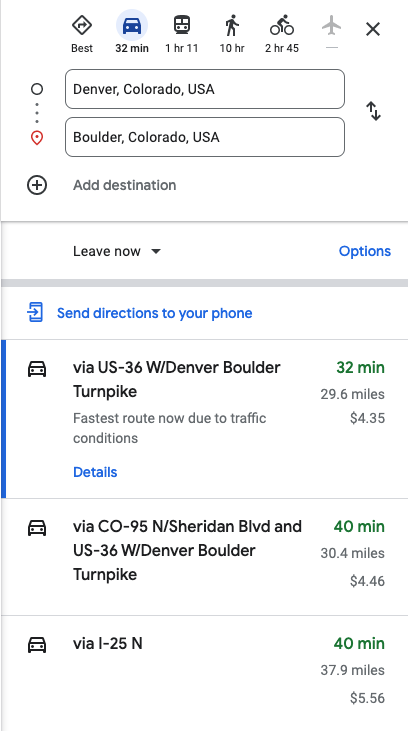 Best
32 min
1 hr 11
10 hr
2 hr 45
—
Denver, Colorado, USA
Boulder, Colorado, USA
Add destination
Leave now
Options
Send directions to your phone
via US-36 W/Denver Boulder
Turnpike
32 min
29.6 miles
$4.35
Fastest route now due to traffic
conditions
Details
via CO-95 N/Sheridan Blvd and
US-36 W/Denver Boulder
Turnpike
40 min
30.4 miles
$4.46
via I-25 N
40 min
37.9 miles
$5.56